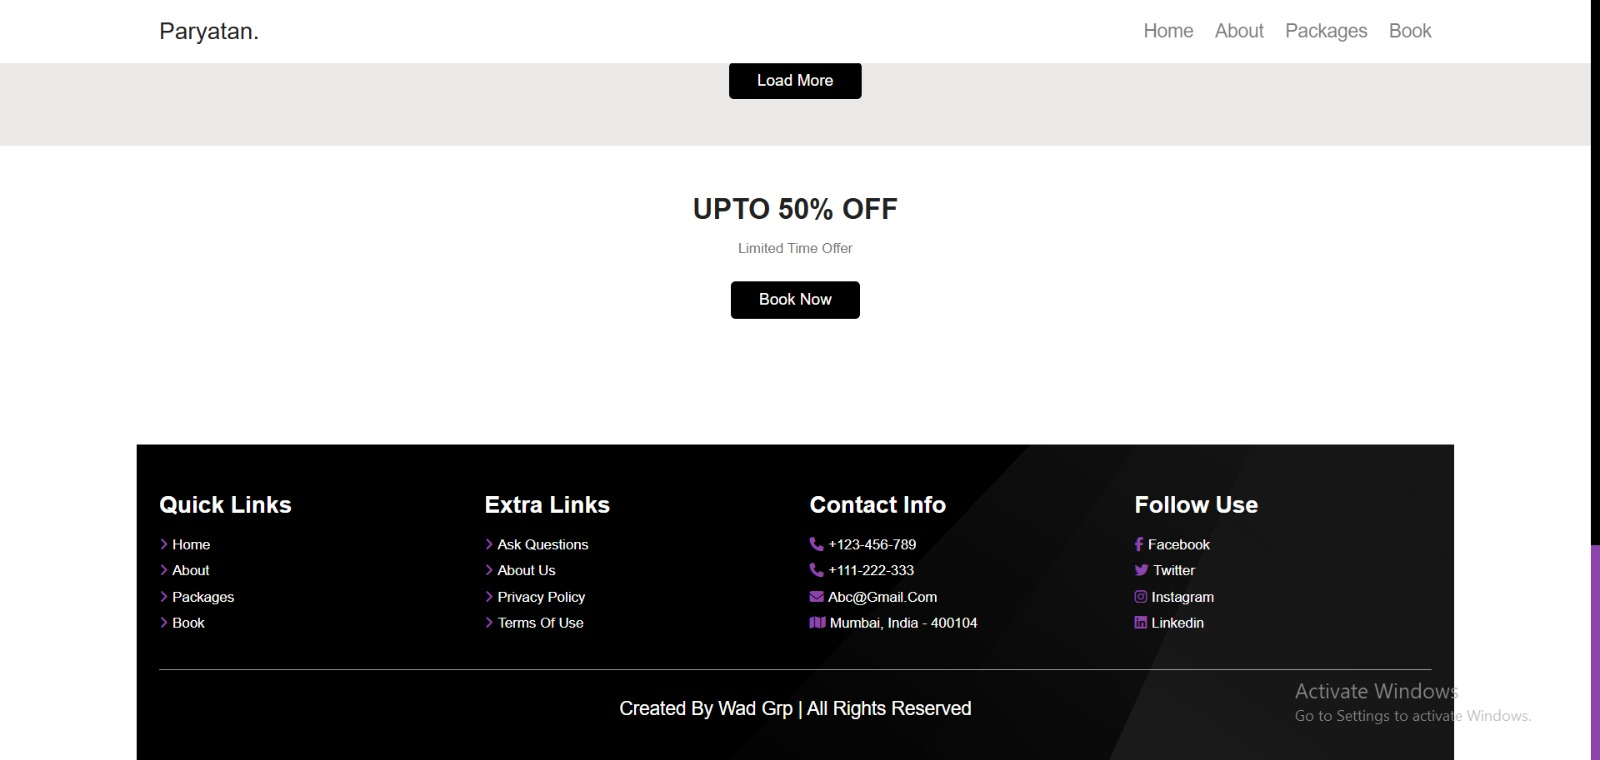 Paryatan.
Home About Packages Book
Load More
UPTO 50% OFF
Limited Time Offer
Book Now
Quick Links
Home
About
Packages
Book
Extra Links
Ask Questions
About Us
Privacy Policy
Terms Of Use
Contact Info
+123-456-789
+111-222-333
Abc@Gmail.Com
Mumbai, India - 400104
Follow Use
Facebook
Twitter
Instagram
Linkedin
Created By Wad Grp | All Rights Reserved
Activate Windows
Go to Settings to activate Windows.